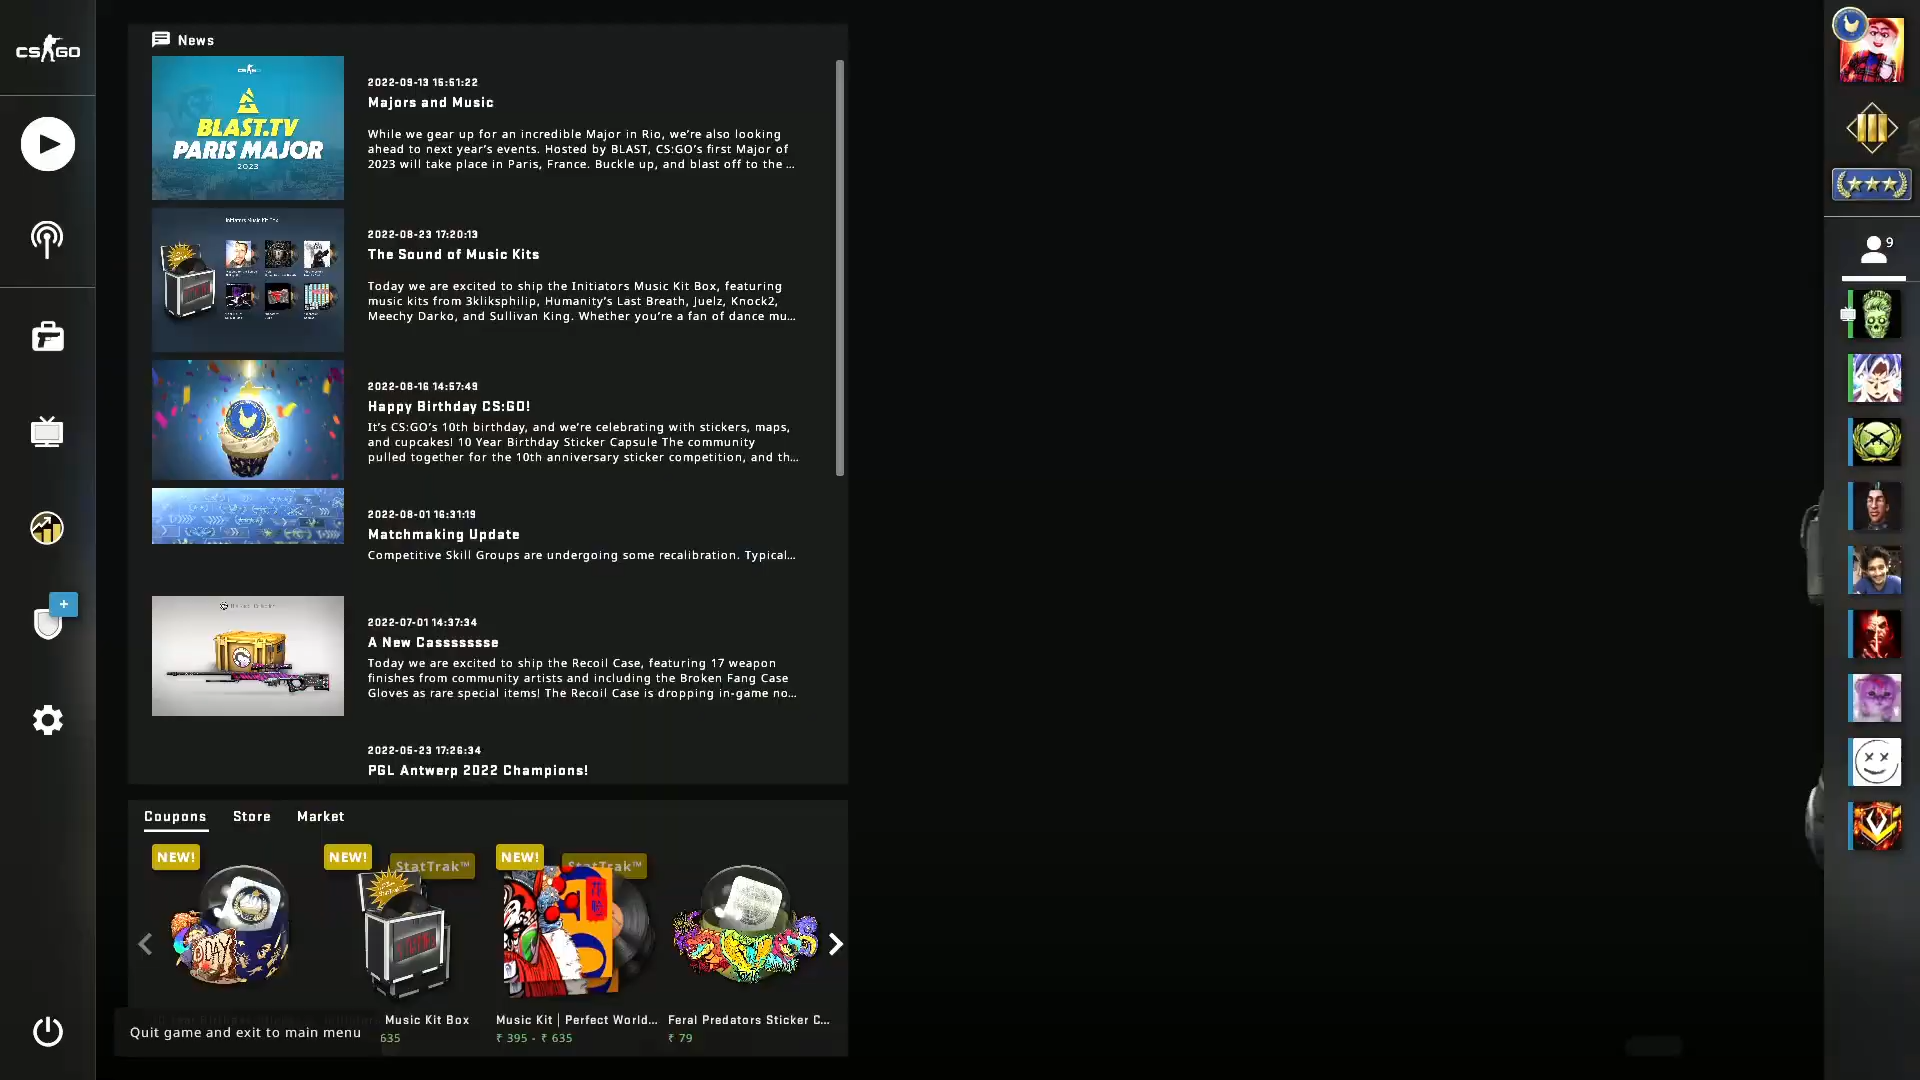 CS GO
News
BLAST.TV
PARIS MAJOR
2023
2022-09-13 15:51:22
Majors and Music
While we gear up for an incredible Major in Rio, we're also looking
ahead to next year's events. Hosted by BLAST, CS:GO's first Major of
2023 will take place in Paris, France. Buckle up, and blast off to the ...
Initiators Music Kit Box
2022-08-23 17:20:13
The Sound of Music Kits
Today we are excited to ship the Initiators Music Kit Box, featuring
music kits from 3kliksphilip, Humanity's Last Breath, Juelz, Knock2,
Meechy Darko, and Sullivan King. Whether you're a fan of dance mu...
2022-08-16 14:57:49
Happy Birthday CS:GO!
It's CS:GO's 10th birthday, and we're celebrating with stickers, maps,
and cupcakes! 10 Year Birthday Sticker Capsule The community
pulled together for the 10th anniversary sticker competition, and th...
2022-08-01 16:31:19
Matchmaking Update
Competitive Skill Groups are undergoing some recalibration. Typical...
2022-07-01 14:37:34
A New Casssssse
Today we are excited to ship the Recoil Case, featuring 17 weapon
finishes from community artists and including the Broken Fang Case
Gloves as rare special items! The Recoil Case is dropping in-game no...
2022-05-23 17:26:34
PGL Antwerp 2022 Champions!
Coupons Store Market
NEW! NEW! StatTrak™ NEW! StatTrak™
Music Kit Box Music Kit | Perfect World... Feral Predators Sticker C...
635 ₹ 395 - ₹ 635 ₹ 79
Quit game and exit to main menu
9